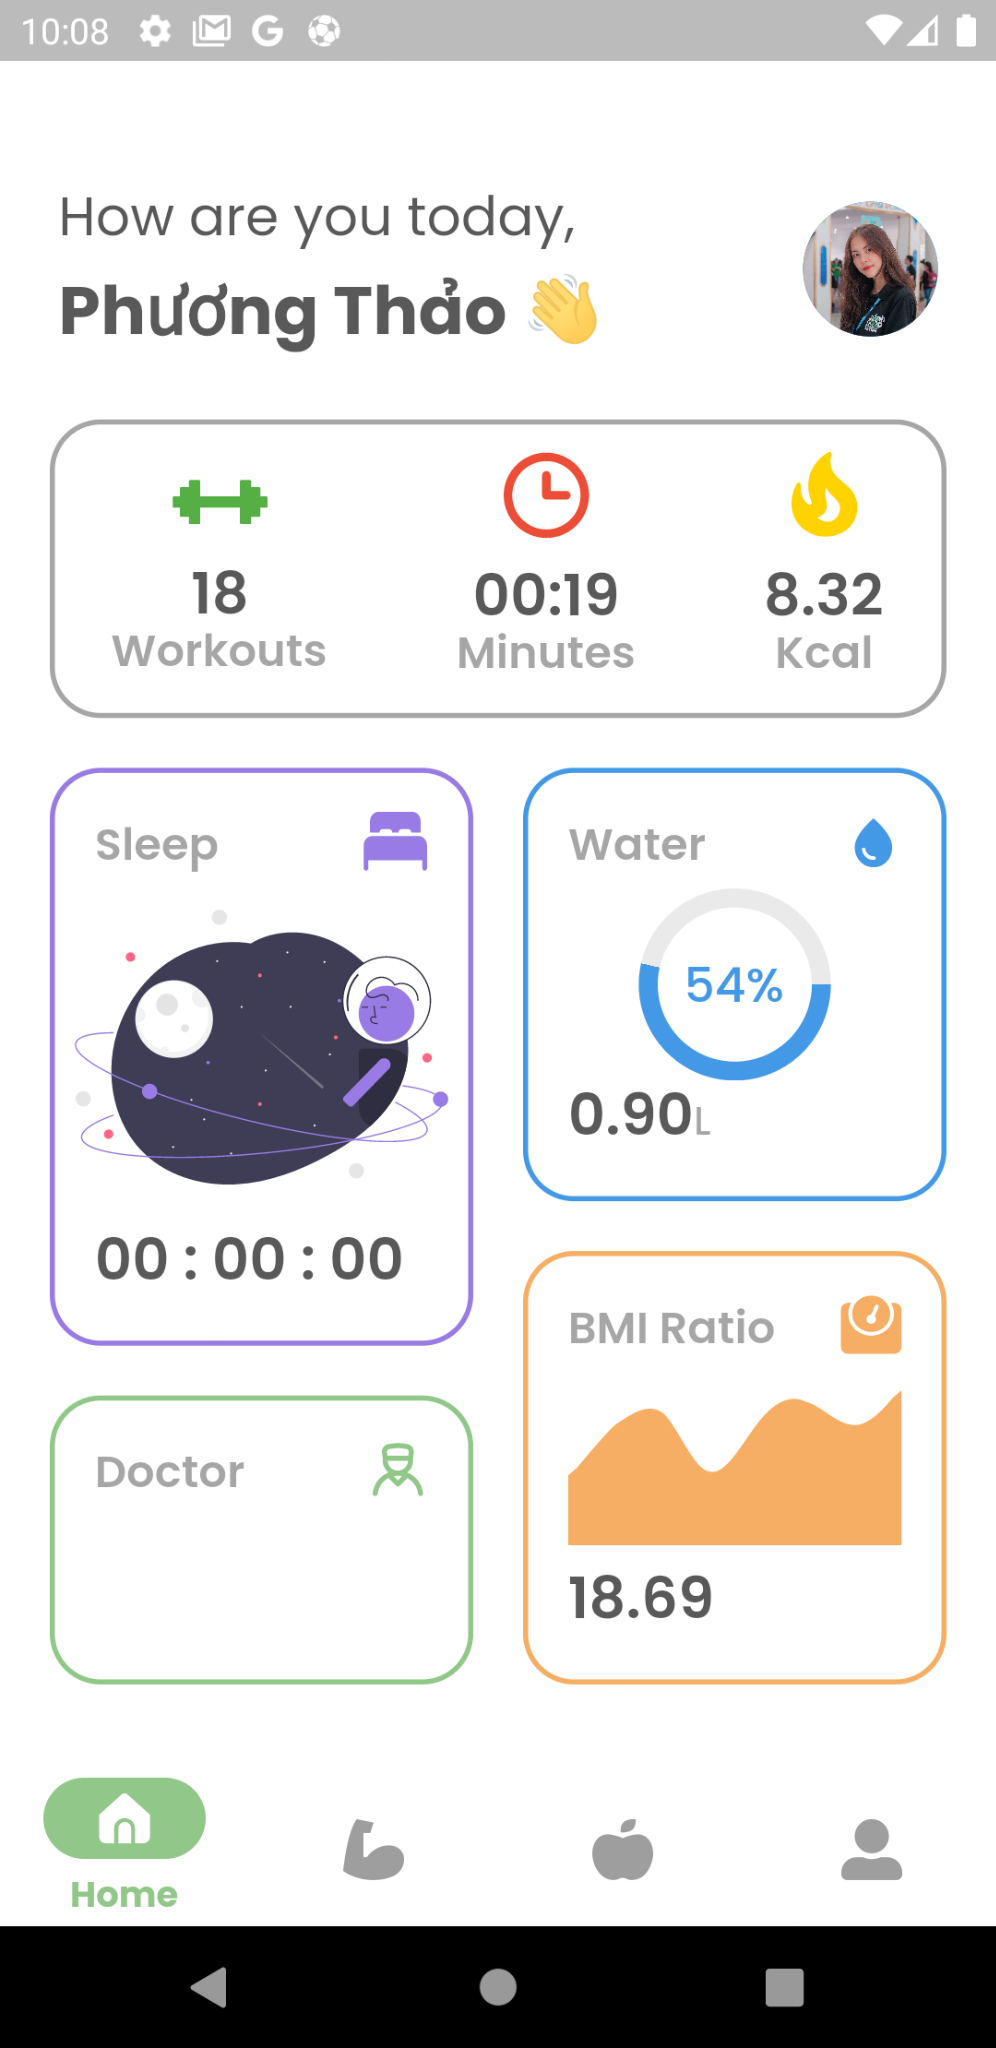 10:08
How are you today,
Phương Thảo 👋
18
Workouts
00:19
Minutes
8.32
Kcal
Sleep
00 : 00 : 00
Water
54%
0.90L
BMI Ratio
18.69
Doctor
Home